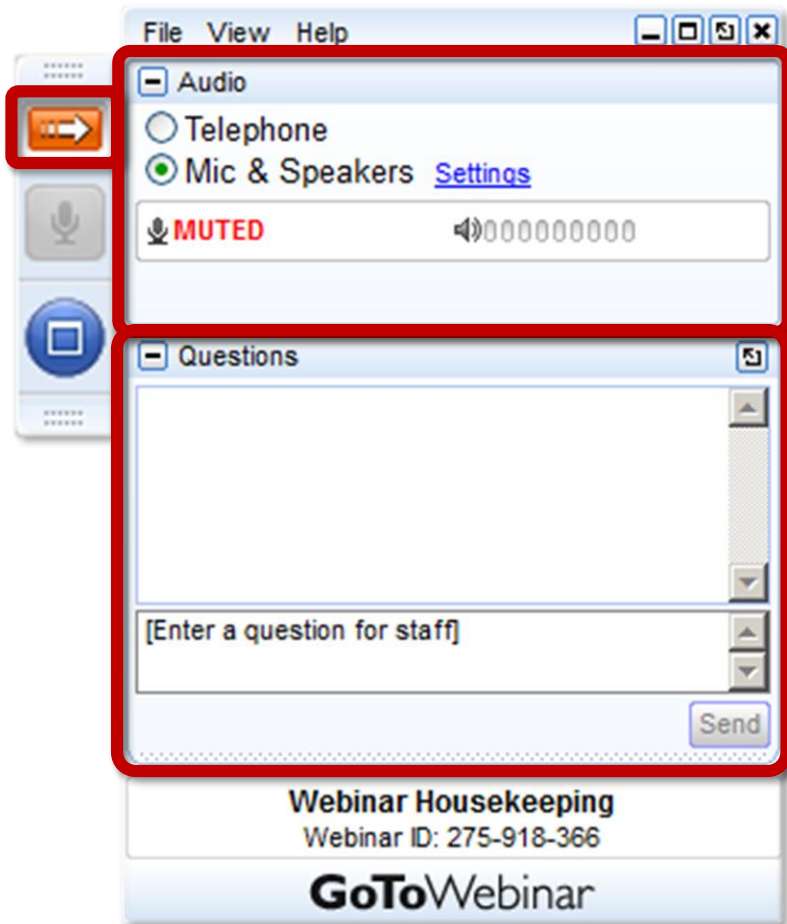 File View Help
Audio
Telephone
Mic & Speakers Settings
MUTED
Questions
[Enter a question for staff]
Send
Webinar Housekeeping
Webinar ID: 275-918-366
GoToWebinar